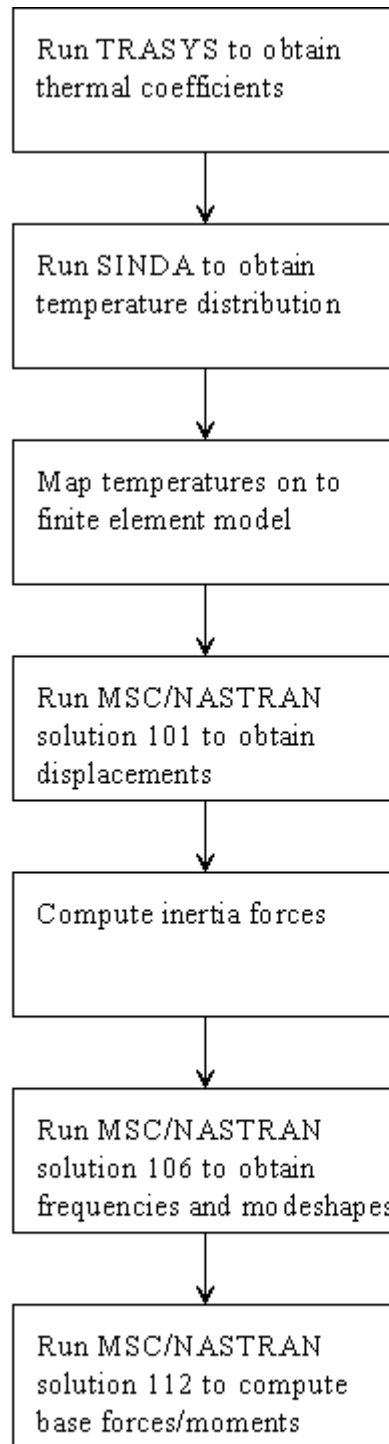 Run TRASYS to obtain
thermal coefficients
Run SINDA to obtain
temperature distribution
Map temperatures on to
finite element model
Run MSC/NASTRAN
solution 101 to obtain
displacements
Compute inertia forces
Run MSC/NASTRAN
solution 106 to obtain
frequencies and modeshapes
Run MSC/NASTRAN
solution 112 to compute
base forces/moments